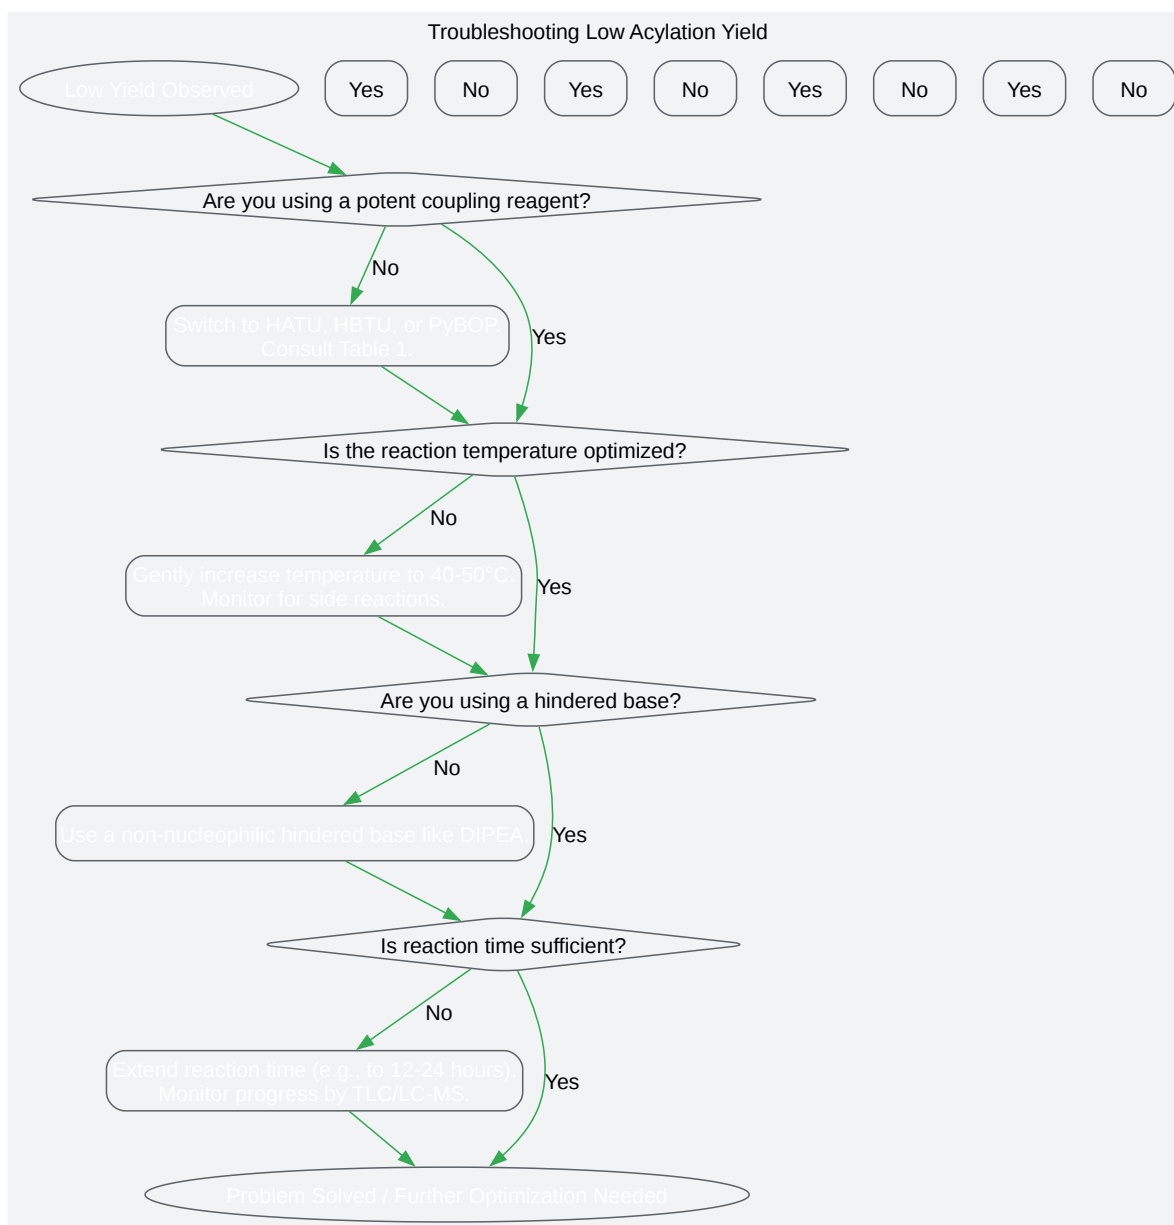 Troubleshooting Low Acylation Yield
Low Yield Observed
Yes
No
Yes
No
Yes
No
Yes
No
Are you using a potent coupling reagent?
No
Switch to HATU, HBTU, or PyBOP.
Consult Table 1.
Yes
Is the reaction temperature optimized?
No
Gently increase temperature to 40-50°C.
Monitor for side reactions.
Yes
Are you using a hindered base?
No
Use a non-nucleophilic hindered base like DIPEA.
Yes
Is reaction time sufficient?
No
Extend reaction time (e.g., to 12-24 hours).
Monitor progress by TLC/LC-MS.
Yes
Problem Solved / Further Optimization Needed